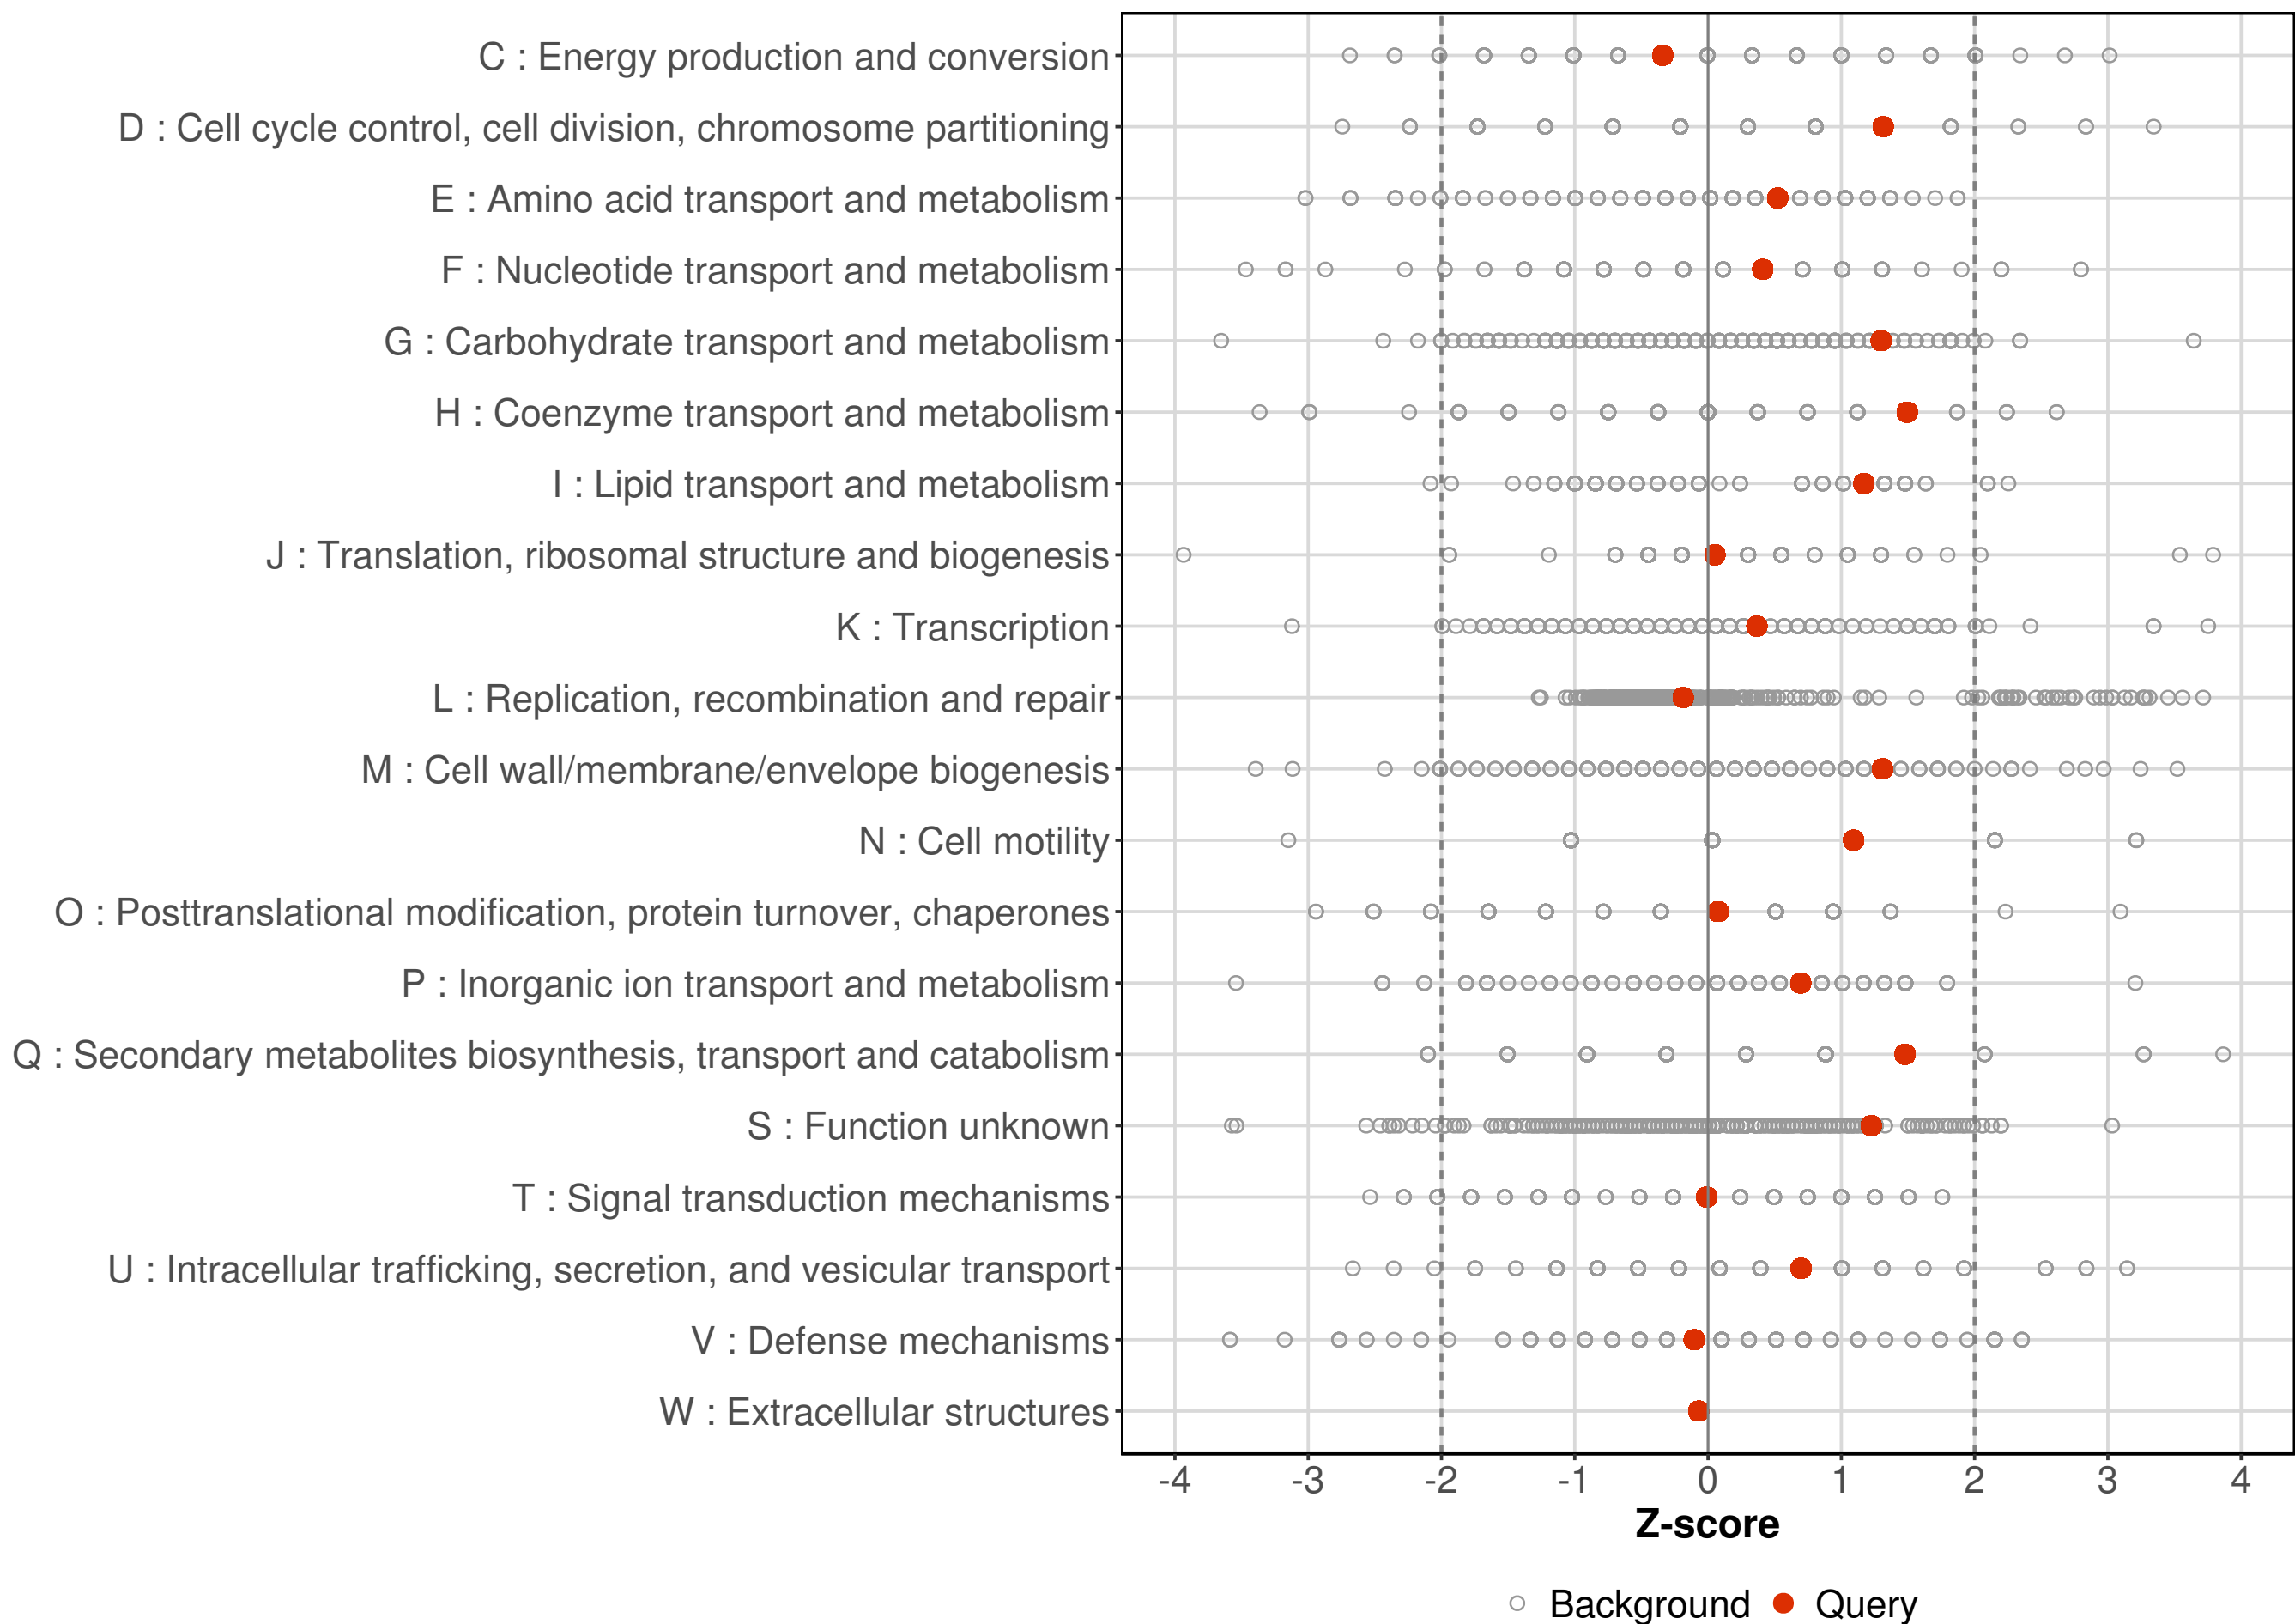 C : Energy production and conversion
D : Cell cycle control, cell division, chromosome partitioning
E : Amino acid transport and metabolism
F : Nucleotide transport and metabolism
G : Carbohydrate transport and metabolism
H : Coenzyme transport and metabolism
I : Lipid transport and metabolism
J : Translation, ribosomal structure and biogenesis
K : Transcription
L : Replication, recombination and repair
M : Cell wall/membrane/envelope biogenesis
N : Cell motility
O : Posttranslational modification, protein turnover, chaperones
P : Inorganic ion transport and metabolism
Q : Secondary metabolites biosynthesis, transport and catabolism
S : Function unknown
T : Signal transduction mechanisms
U : Intracellular trafficking, secretion, and vesicular transport
V : Defense mechanisms
W : Extracellular structures
-4 -3 -2 -1 0 1 2 3 4
Z-score
Background Query